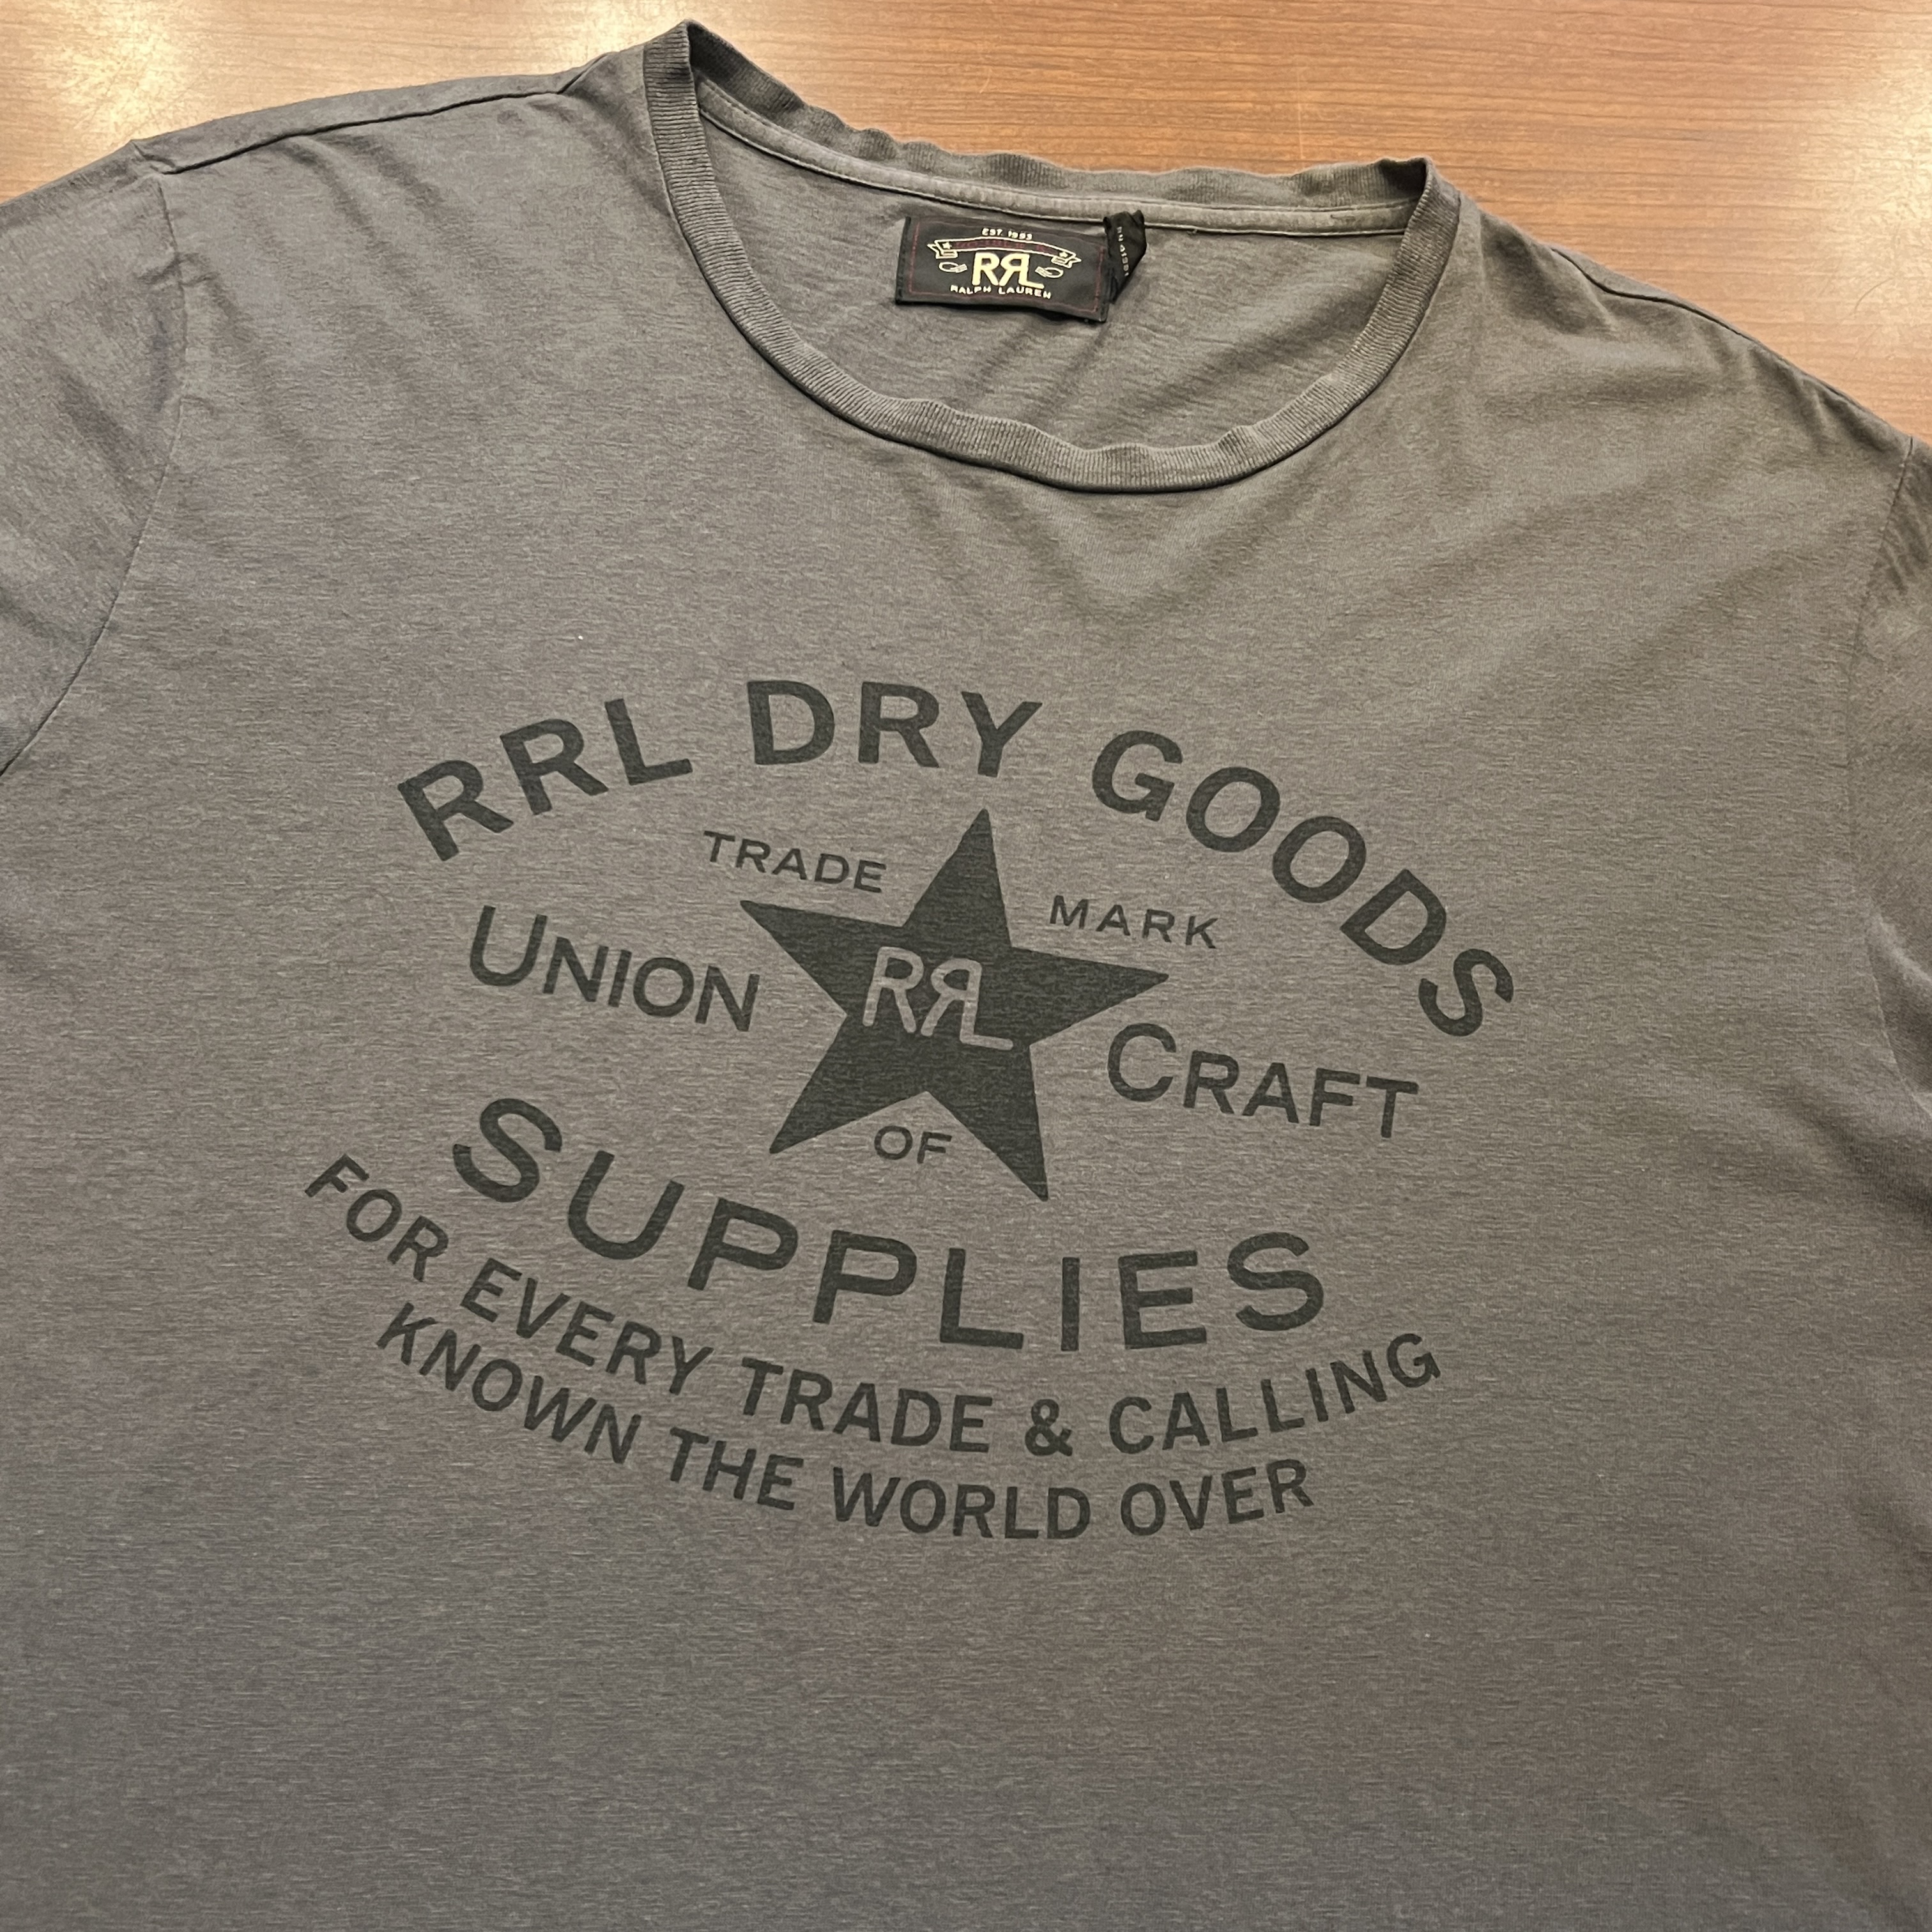 EST. 1993
RRL
RALPH LAUREN
RRL DRY GOODS
TRADE MARK
UNION RRL CRAFT
OF
SUPPLIES
FOR EVERY TRADE & CALLING
KNOWN THE WORLD OVER